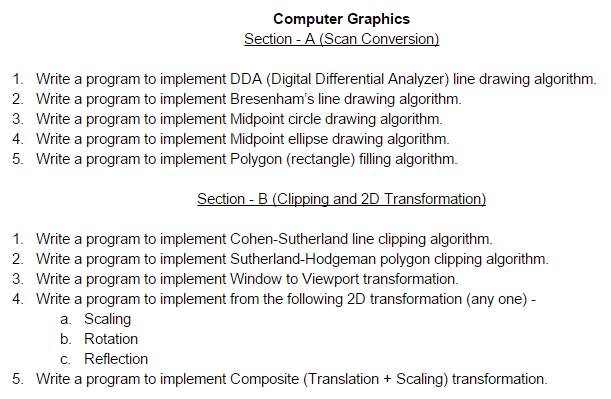 Computer Graphics
Section - A (Scan Conversion)
1. Write a program to implement DDA (Digital Differential Analyzer) line drawing algorithm.
2. Write a program to implement Bresenham's line drawing algorithm.
3. Write a program to implement Midpoint circle drawing algorithm.
4. Write a program to implement Midpoint ellipse drawing algorithm.
5. Write a program to implement Polygon (rectangle) filling algorithm.
Section - B (Clipping and 2D Transformation)
1. Write a program to implement Cohen-Sutherland line clipping algorithm.
2. Write a program to implement Sutherland-Hodgeman polygon clipping algorithm.
3. Write a program to implement Window to Viewport transformation.
4. Write a program to implement from the following 2D transformation (any one) -
a. Scaling
b. Rotation
c. Reflection
5. Write a program to implement Composite (Translation + Scaling) transformation.